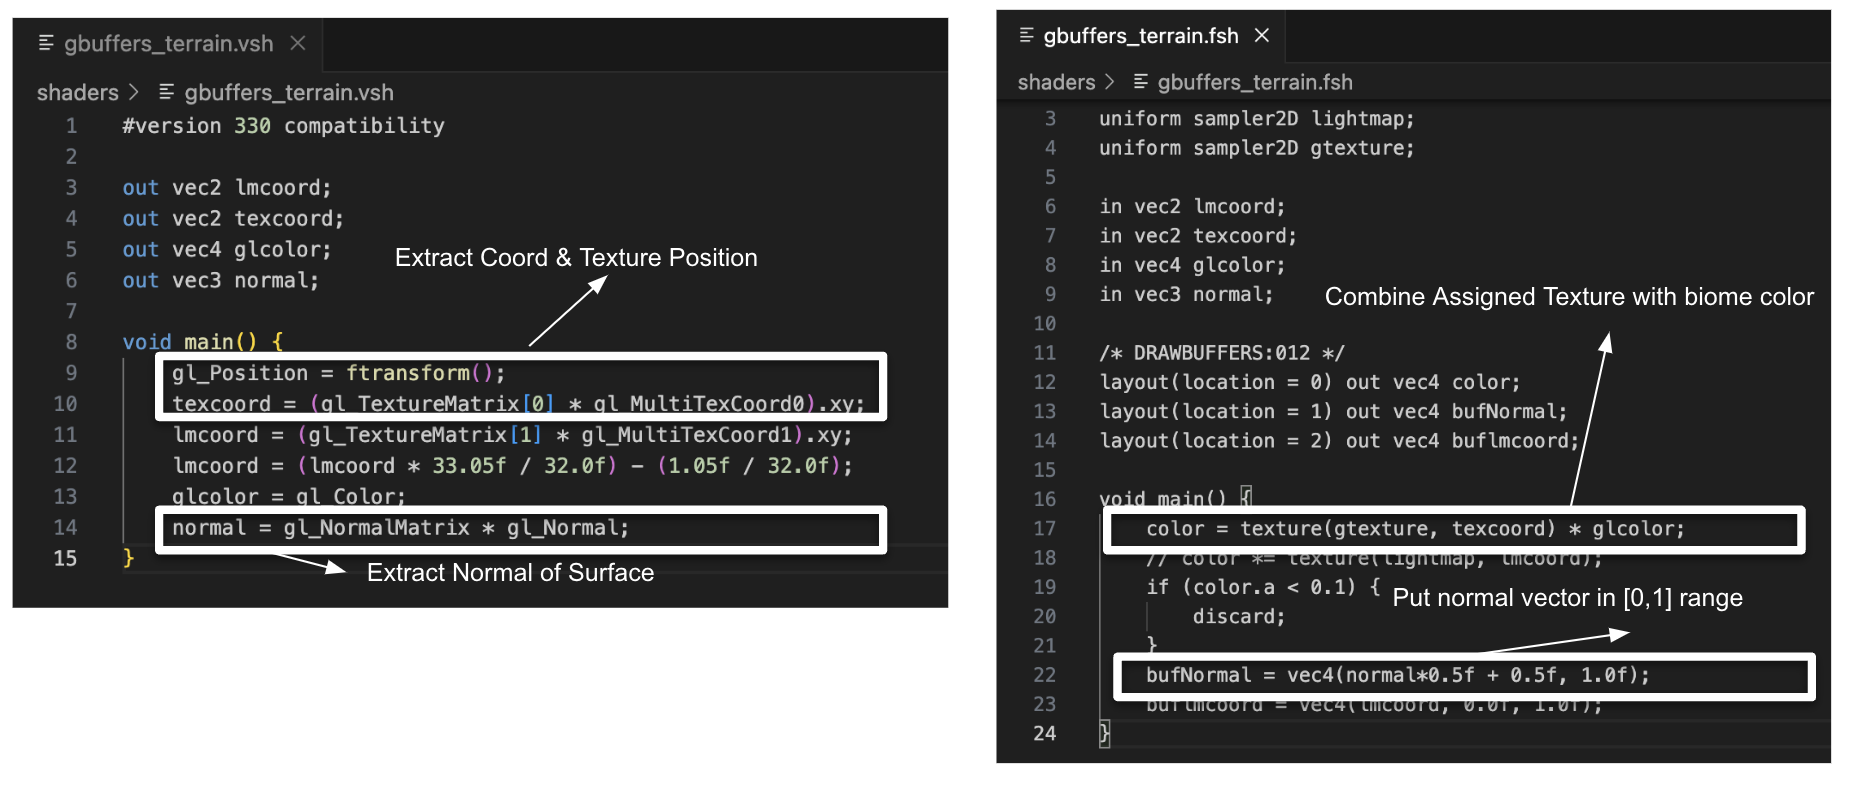 gbuffers_terrain.vsh
shaders > gbuffers_terrain.vsh
1 #version 330 compatibility
2
3 out vec2 lmcoord;
4 out vec2 texcoord;
5 out vec4 glcolor;
6 out vec3 normal;
7
8 void main() {
9 gl_Position = ftransform();
10 texcoord = (gl_TextureMatrix[0] * gl_MultiTexCoord0).xy;
11 lmcoord = (gl_TextureMatrix[1] * gl_MultiTexCoord1).xy;
12 lmcoord = (lmcoord * 33.05f / 32.0f) - (1.05f / 32.0f);
13 glcolor = gl_Color;
14 normal = gl_NormalMatrix * gl_Normal;
15 }
Extract Coord & Texture Position
Extract Normal of Surface
gbuffers_terrain.fsh
shaders > gbuffers_terrain.fsh
3 uniform sampler2D lightmap;
4 uniform sampler2D gtexture;
5
6 in vec2 lmcoord;
7 in vec2 texcoord;
8 in vec4 glcolor;
9 in vec3 normal;
10
11 /* DRAWBUFFERS:012 */
12 layout(location = 0) out vec4 color;
13 layout(location = 1) out vec4 bufNormal;
14 layout(location = 2) out vec4 buflmcoord;
15
16 void main() {
17 color = texture(gtexture, texcoord) * glcolor;
18 // color *= texture(lightmap, lmcoord);
19 if (color.a < 0.1) {
20 discard;
21 }
22 bufNormal = vec4(normal*0.5f + 0.5f, 1.0f);
23 buflmcoord = vec4(lmcoord, 0.0f, 1.0f);
24 }
Combine Assigned Texture with biome color
Put normal vector in [0,1] range